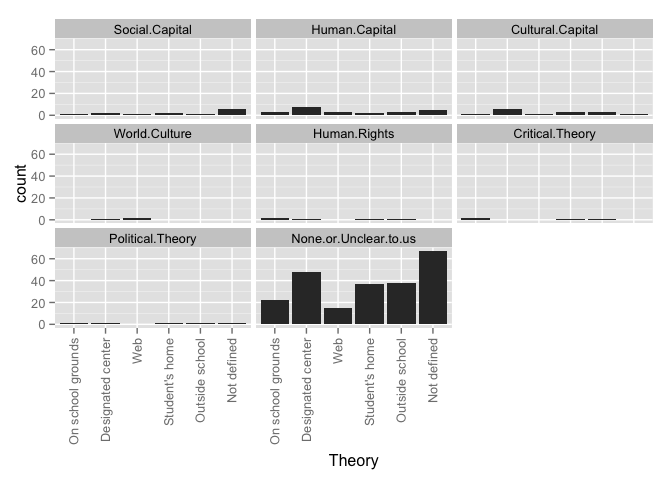 Social.Capital Human.Capital Cultural.Capital
60
40
20
0
World.Culture Human.Rights Critical.Theory
60
40
20
0
count
Political.Theory None.or.Unclear.to.us
60
40
20
0
On school grounds
Designated center
Web
Student's home
Outside school
Not defined
On school grounds
Designated center
Web
Student's home
Outside school
Not defined
Theory